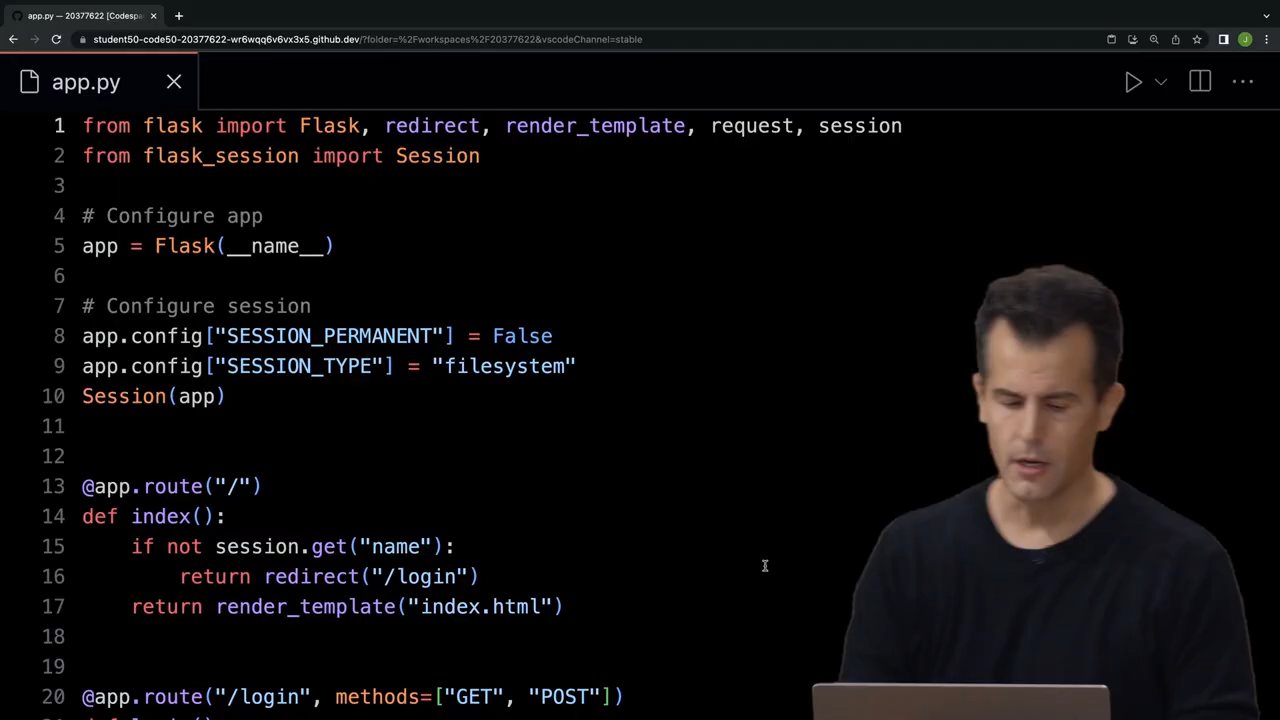 app.py — 20377622 [Codespa
student50-code50-20377622-wr6wqq6v6vx3x5.github.dev/?folder=%2Fworkspaces%2F20377622&vscodeChannel=stable
J
app.py
1 from flask import Flask, redirect, render_template, request, session
2 from flask_session import Session
3
4 # Configure app
5 app = Flask(__name__)
6
7 # Configure session
8 app.config["SESSION_PERMANENT"] = False
9 app.config["SESSION_TYPE"] = "filesystem"
10 Session(app)
11
12
13 @app.route("/")
14 def index():
15     if not session.get("name"):
16         return redirect("/login")
17     return render_template("index.html")
18
19
20 @app.route("/login", methods=["GET", "POST"])